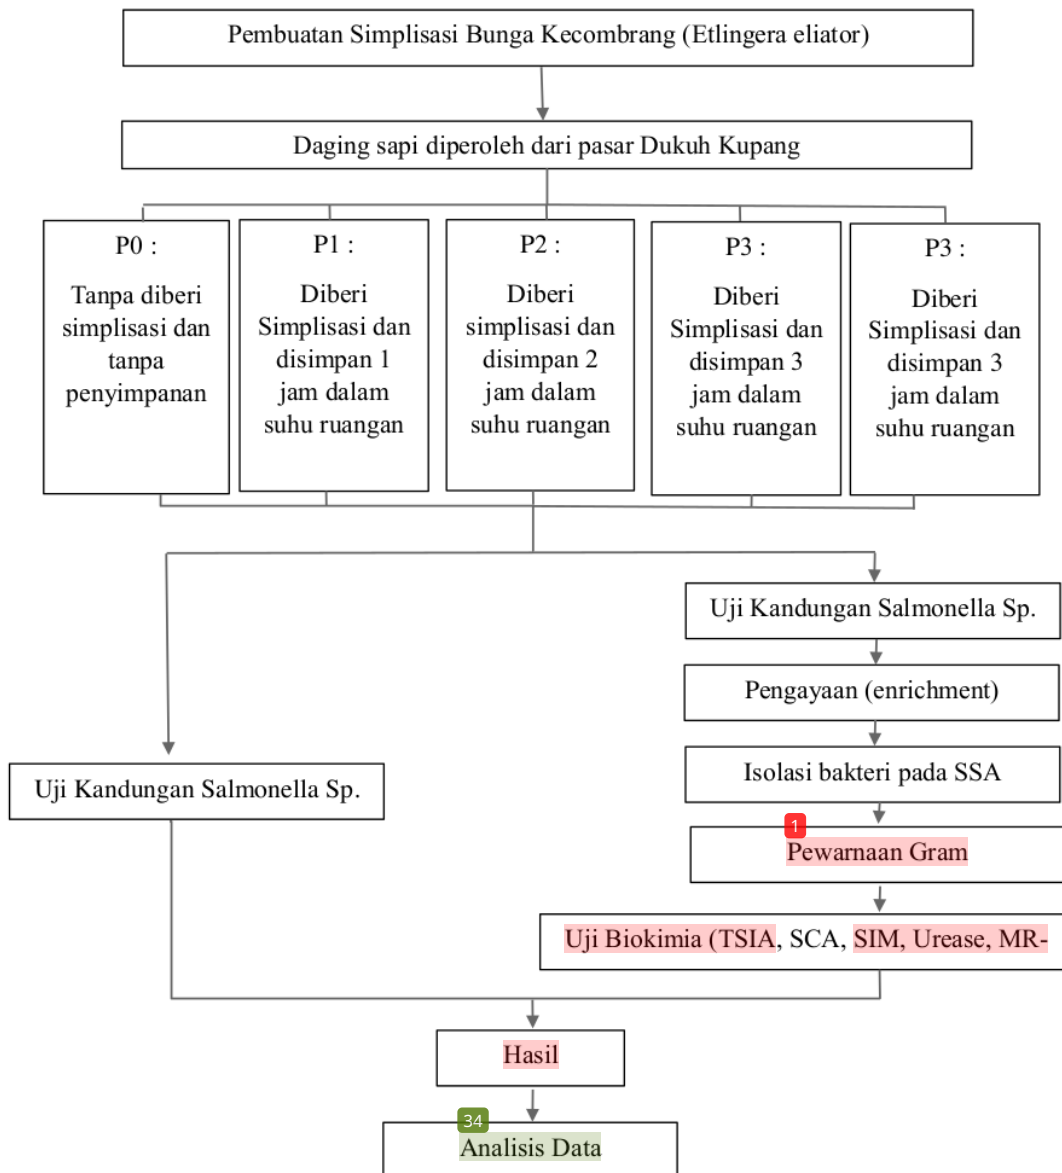 Pembuatan Simplisasi Bunga Kecombrang (Etlingera eliator)
Daging sapi diperoleh dari pasar Dukuh Kupang
P0 :
Tanpa diberi
simplisasi dan
tanpa
penyimpanan
P1 :
Diberi
Simplisasi dan
disimpan 1
jam dalam
suhu ruangan
P2 :
Diberi
simplisasi dan
disimpan 2
jam dalam
suhu ruangan
P3 :
Diberi
Simplisasi dan
disimpan 3
jam dalam
suhu ruangan
P3 :
Diberi
Simplisasi dan
disimpan 3
jam dalam
suhu ruangan
Uji Kandungan Salmonella Sp.
Pengayaan (enrichment)
Isolasi bakteri pada SSA
Uji Kandungan Salmonella Sp.
1
Pewarnaan Gram
Uji Biokimia (TSIA, SCA, SIM, Urease, MR-
Hasil
34
Analisis Data